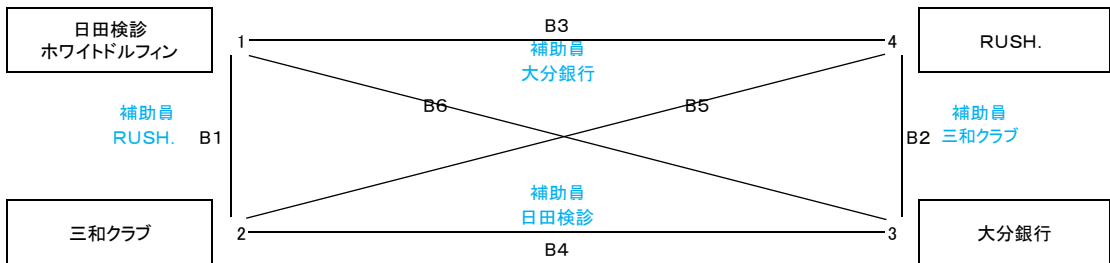 日田検診
ホワイトドルフィン
1
B3
4
RUSH.
補助員
大分銀行
B6
B5
補助員
RUSH.
B1
B2
補助員
三和クラブ
補助員
日田検診
三和クラブ
2
B4
3
大分銀行